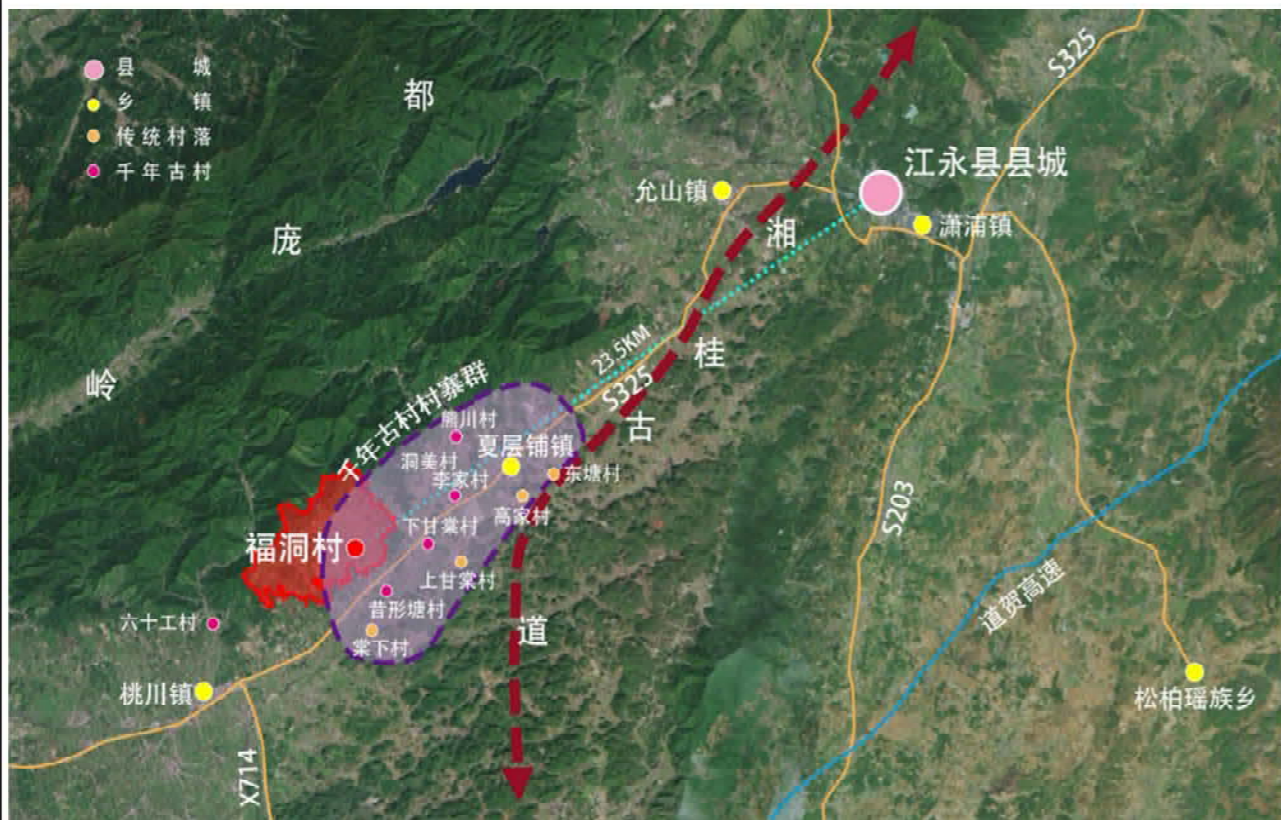 县城
乡镇
传统村落
千年古村
都
庞
岭
S325
江永县县城
允山镇
潇浦镇
湘
桂
古
道
23.5KM
S325
千年古村村寨群
熊川村
夏层铺镇
洞美村
李家村
东塘村
高家村
下甘棠村
福洞村
上甘棠村
昔形塘村
棠下村
六十工村
桃川镇
X714
S203
道贺高速
松柏瑶族乡